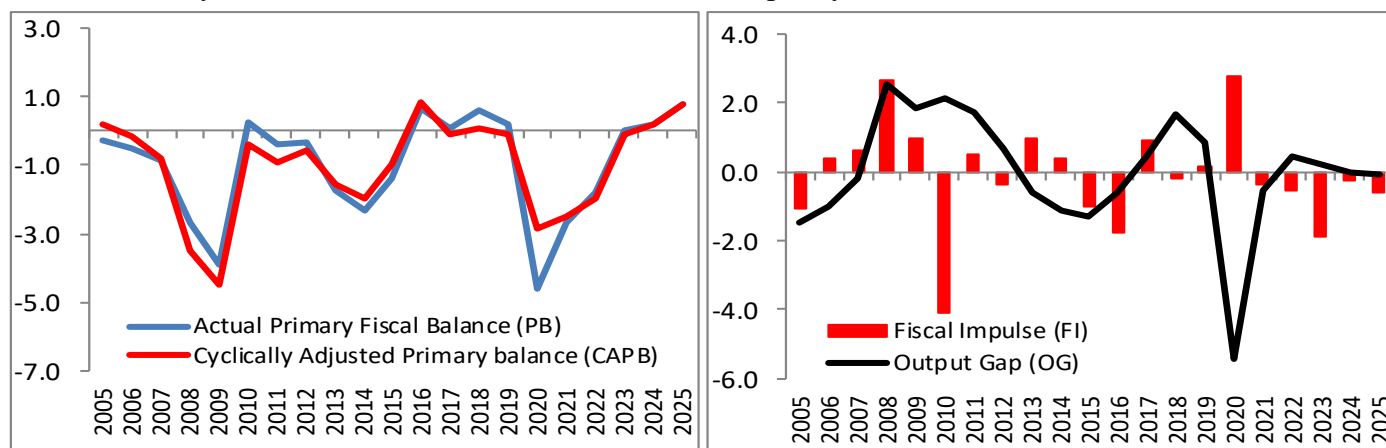 3.0
1.0
-1.0
-3.0
-5.0
-7.0
Actual Primary Fiscal Balance (PB)
Cyclically Adjusted Primary balance (CAPB)
2005 2006 2007 2008 2009 2010 2011 2012 2013 2014 2015 2016 2017 2018 2019 2020 2021 2022 2023 2024 2025
4.0
2.0
0.0
-2.0
-4.0
-6.0
Fiscal Impulse (FI)
Output Gap (OG)
2005 2006 2007 2008 2009 2010 2011 2012 2013 2014 2015 2016 2017 2018 2019 2020 2021 2022 2023 2024 2025